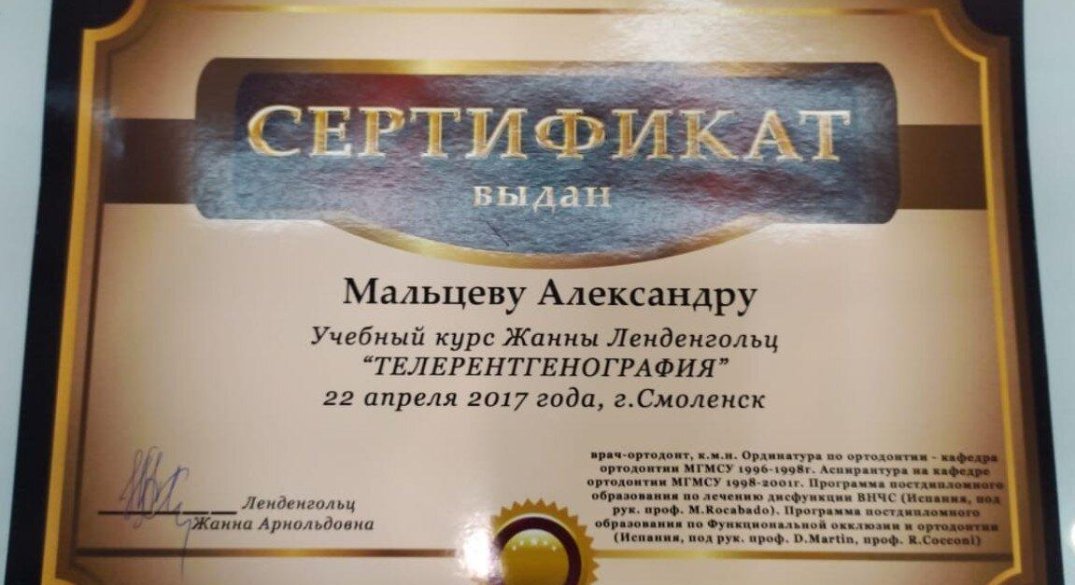 СЕРТИФИКАТ
выдан
Мальцеву Александру
Учебный курс Жанны Ленденгольц
“ТЕЛЕРЕНТГЕНОГРАФИЯ”
22 апреля 2017 года, г.Смоленск
врач-ортодонт, к.м.н. Ординатура по ортодонтии - кафедра
ортодонтии МГМСУ 1996-1998г. Аспирантура на кафедре
ортодонтии МГМСУ 1998-2001г. Программа постдипломного
образования по лечению дисфункции ВНЧС (Испания, под
рук. проф. M.Rocabado). Программа постдипломного
образования по Функциональной окклюзии и ортодонтии
(Испания, под рук. проф. D.Martin, проф. R.Cocconi)
Ленденгольц
Жанна Арнольдовна